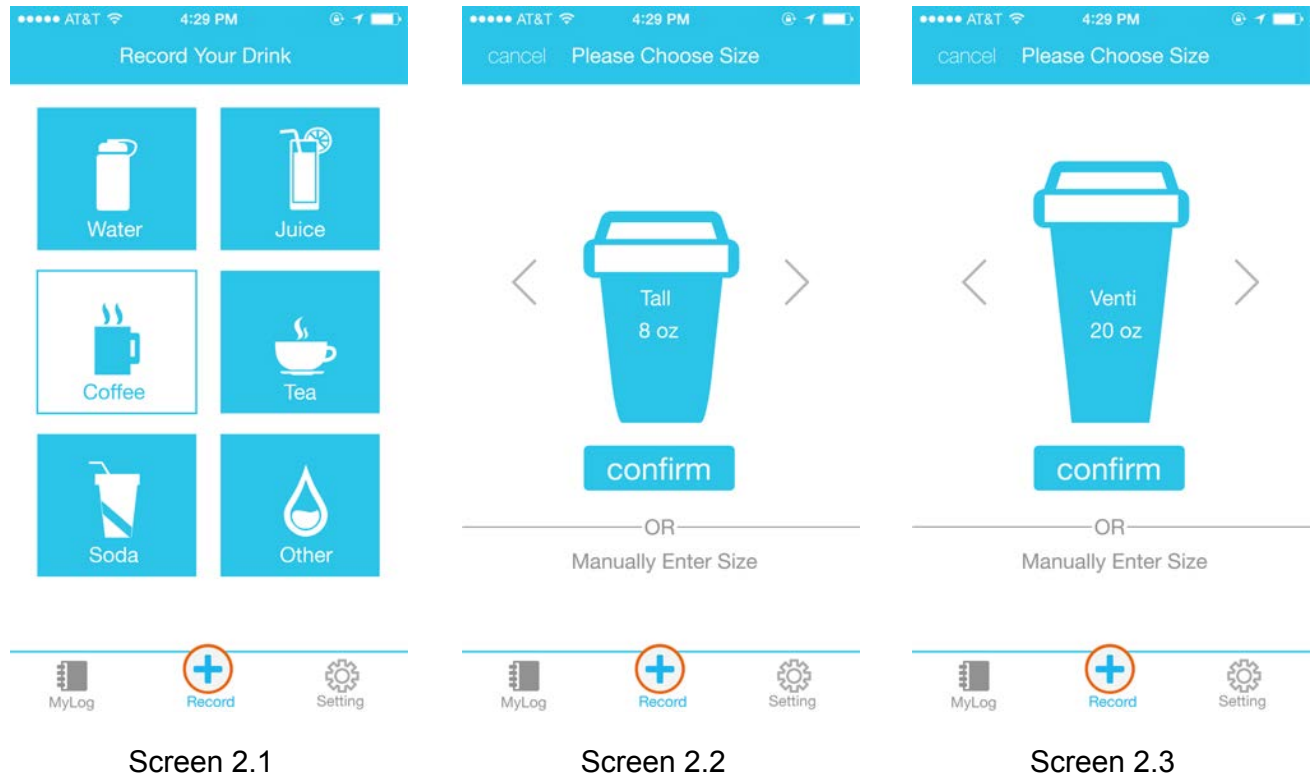 AT&T 4:29 PM
Record Your Drink
Water
Juice
Coffee
Tea
Soda
Other
MyLog
Record
Setting
Screen 2.1
AT&T 4:29 PM
cancel Please Choose Size
Tall
8 oz
confirm
OR
Manually Enter Size
MyLog
Record
Setting
Screen 2.2
AT&T 4:29 PM
cancel Please Choose Size
Venti
20 oz
confirm
OR
Manually Enter Size
MyLog
Record
Setting
Screen 2.3